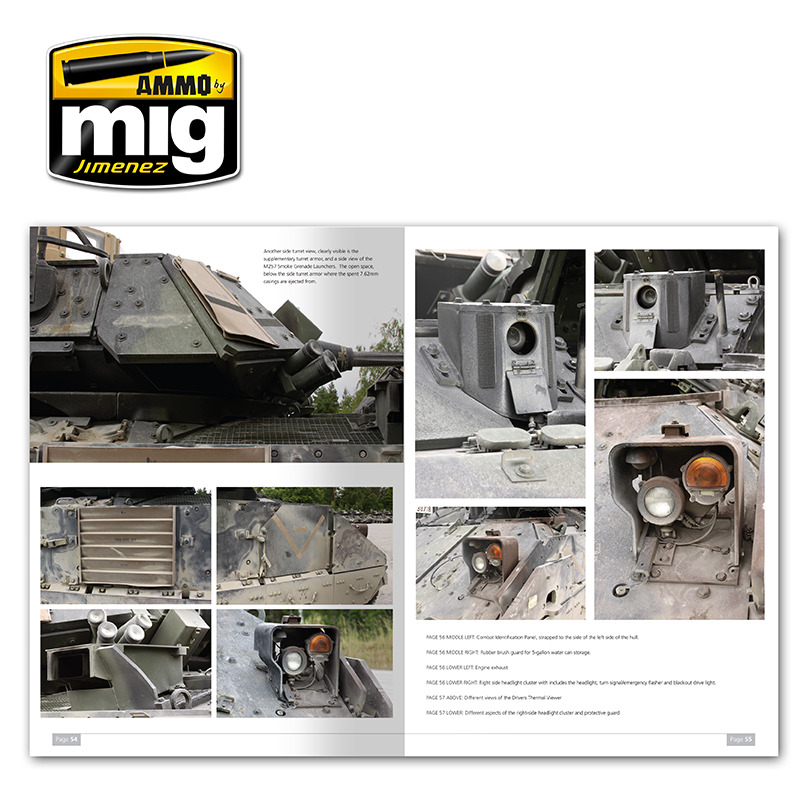 AMMO by
mig
Jimenez
Another side turret view, clearly visible is the
supplementary turret armor, and a side view of the
M257 Smoke Grenade Launchers. The open space,
below the side turret armor where the spent 7.62mm
casings are ejected from.
PAGE 56 MIDDLE LEFT: Combat Identification Panel, strapped to the side of the left side of the hull.
PAGE 56 MIDDLE RIGHT: Rubber brush guard for 5-gallon water can storage.
PAGE 56 LOWER LEFT: Engine exhaust
PAGE 56 LOWER RIGHT: Right side headlight cluster with includes the headlight, turn signal/emergency flasher and blackout drive light.
PAGE 57 ABOVE: Different views of the Drivers Thermal Viewer
PAGE 57 LOWER: Different aspects of the right-side headlight cluster and protective guard
Page 54
Page 55